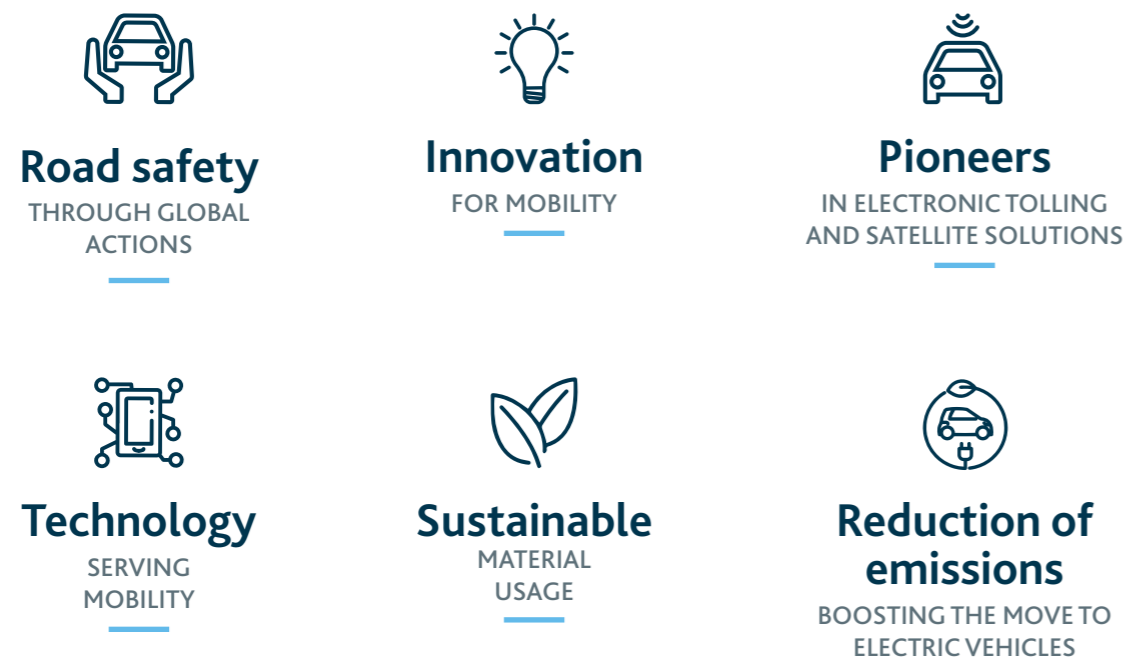 Road safety
THROUGH GLOBAL
ACTIONS
Innovation
FOR MOBILITY
Pioneers
IN ELECTRONIC TOLLING
AND SATELLITE SOLUTIONS
Technology
SERVING
MOBILITY
Sustainable
MATERIAL
USAGE
Reduction of
emissions
BOOSTING THE MOVE TO
ELECTRIC VEHICLES